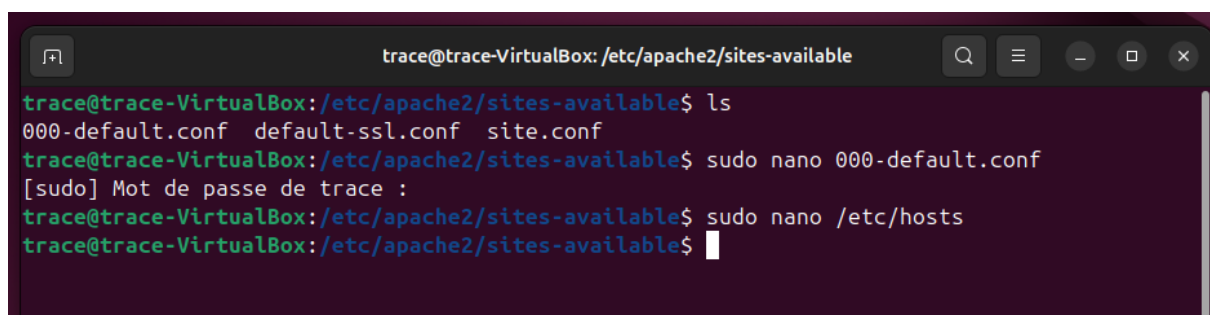 trace@trace-VirtualBox: /etc/apache2/sites-available
trace@trace-VirtualBox:/etc/apache2/sites-available$ ls
000-default.conf  default-ssl.conf  site.conf
trace@trace-VirtualBox:/etc/apache2/sites-available$ sudo nano 000-default.conf
[sudo] Mot de passe de trace :
trace@trace-VirtualBox:/etc/apache2/sites-available$ sudo nano /etc/hosts
trace@trace-VirtualBox:/etc/apache2/sites-available$